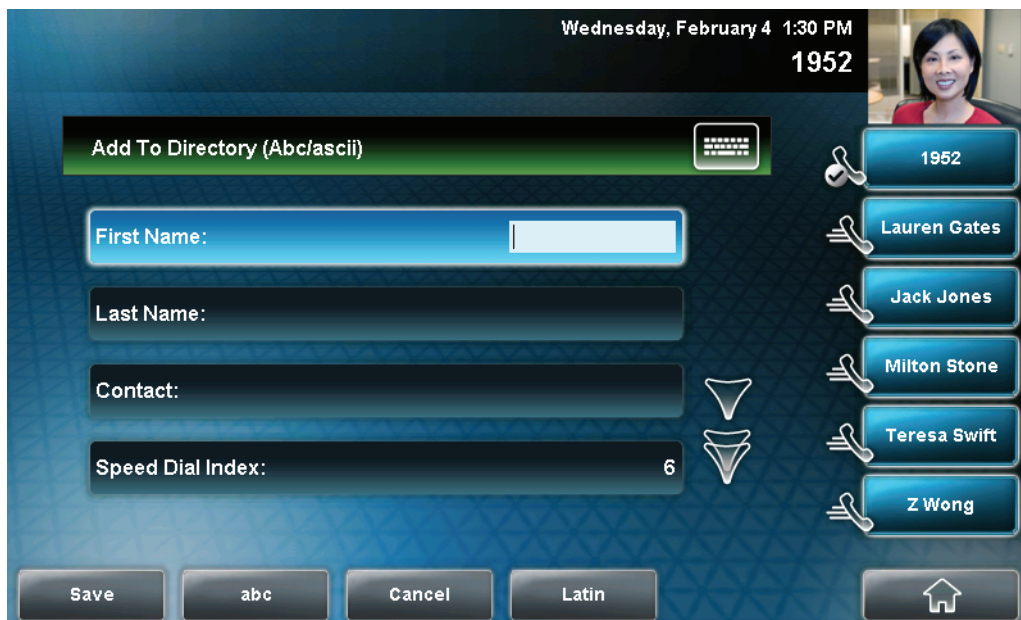 Wednesday, February 4 1:30 PM
1952
Add To Directory (Abc/ascii)
First Name:
Last Name:
Contact:
Speed Dial Index: 6
1952
Lauren Gates
Jack Jones
Milton Stone
Teresa Swift
Z Wong
Save abc Cancel Latin